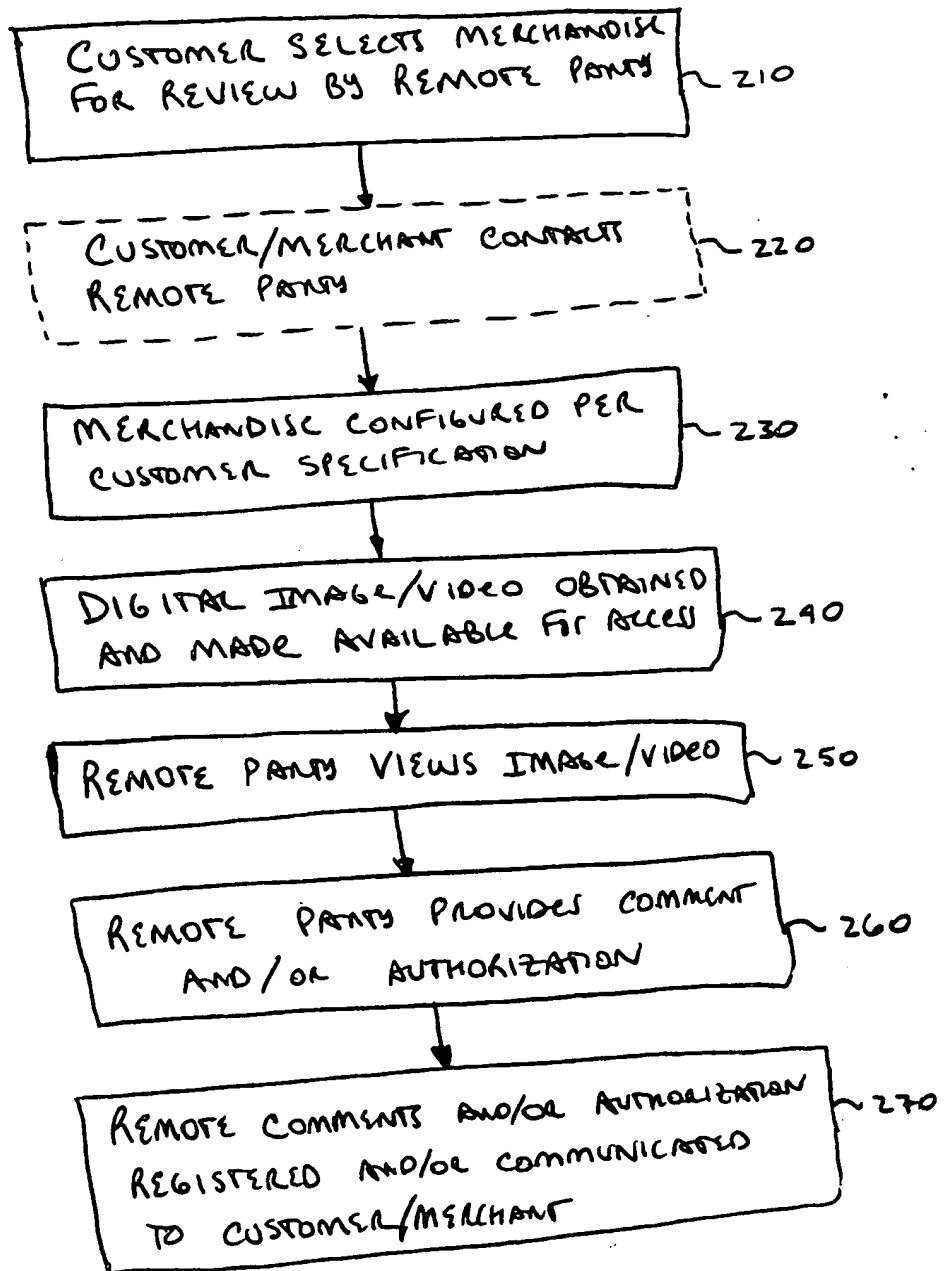 CUSTOMER SELECTS MERCHANDISE
FOR REVIEW BY REMOTE PARTY
210
CUSTOMER/MERCHANT CONTACTS
REMOTE PARTY
220
MERCHANDISE CONFIGURED PER
CUSTOMER SPECIFICATION
230
DIGITAL IMAGE/VIDEO OBTAINED
AND MADE AVAILABLE FOR ACCESS
240
REMOTE PARTY VIEWS IMAGE/VIDEO
250
REMOTE PARTY PROVIDES COMMENT
AND/OR AUTHORIZATION
260
REMOTE COMMENTS AND/OR AUTHORIZATION
REGISTERED AND/OR COMMUNICATED
TO CUSTOMER/MERCHANT
270